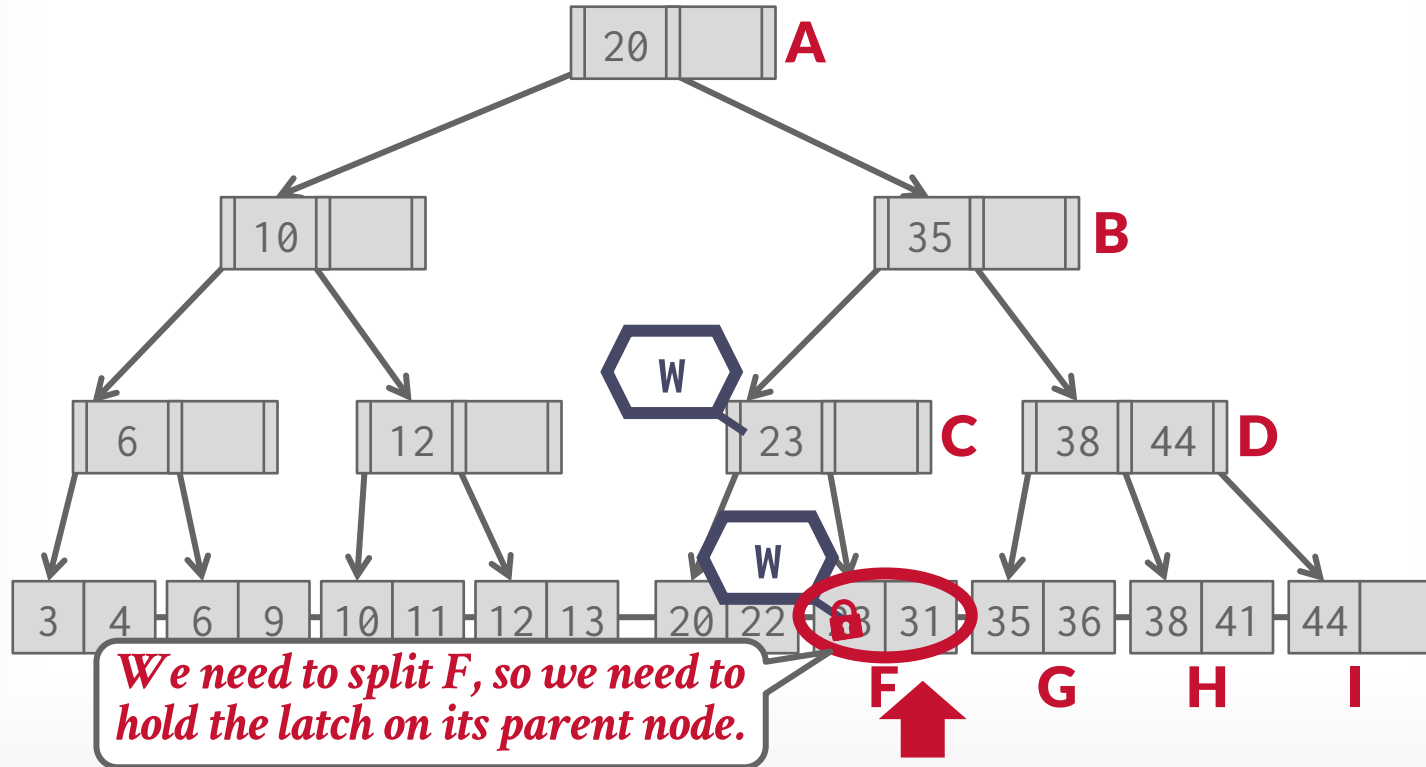 20 A
10 35 B
W
6 12 23 C 38 44 D
W
3 4 6 9 10 11 12 13 20 22 31 35 36 38 41 44
We need to split F, so we need to
hold the latch on its parent node.
F G H I